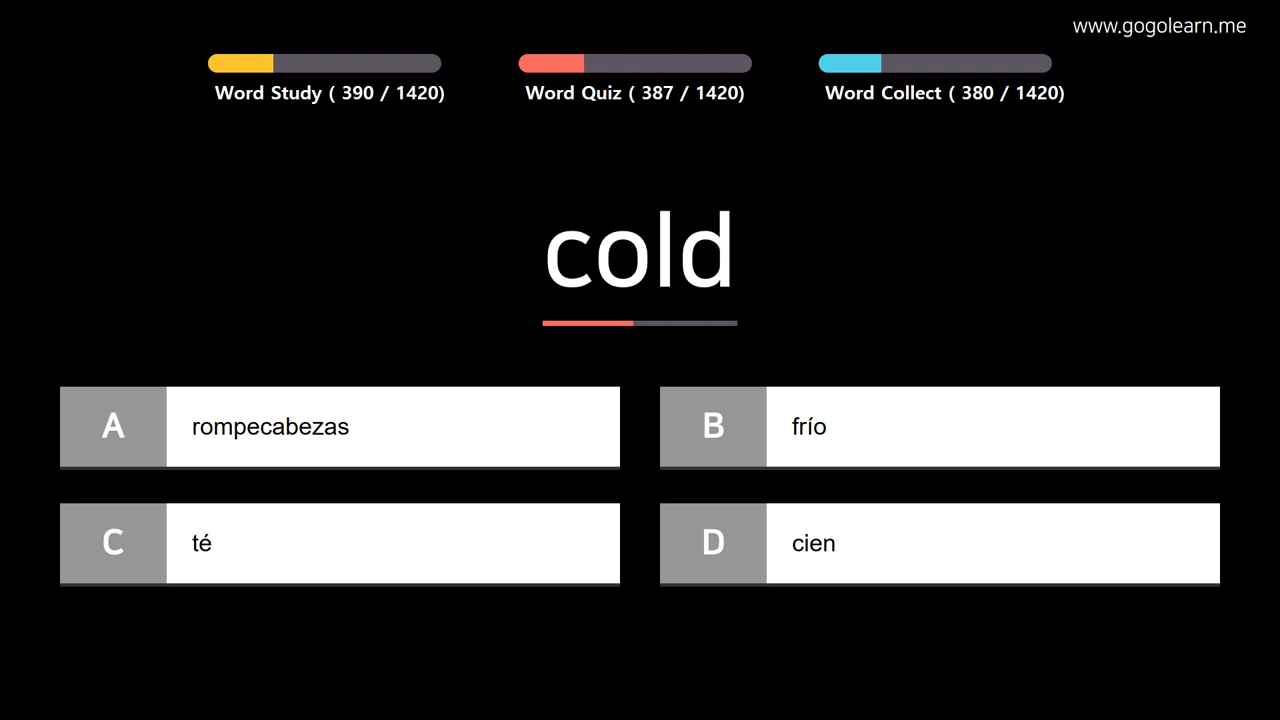 www.gogolearn.me
Word Study ( 390 / 1420)
Word Quiz ( 387 / 1420)
Word Collect ( 380 / 1420)
cold
A
rompecabezas
B
frío
C
té
D
cien